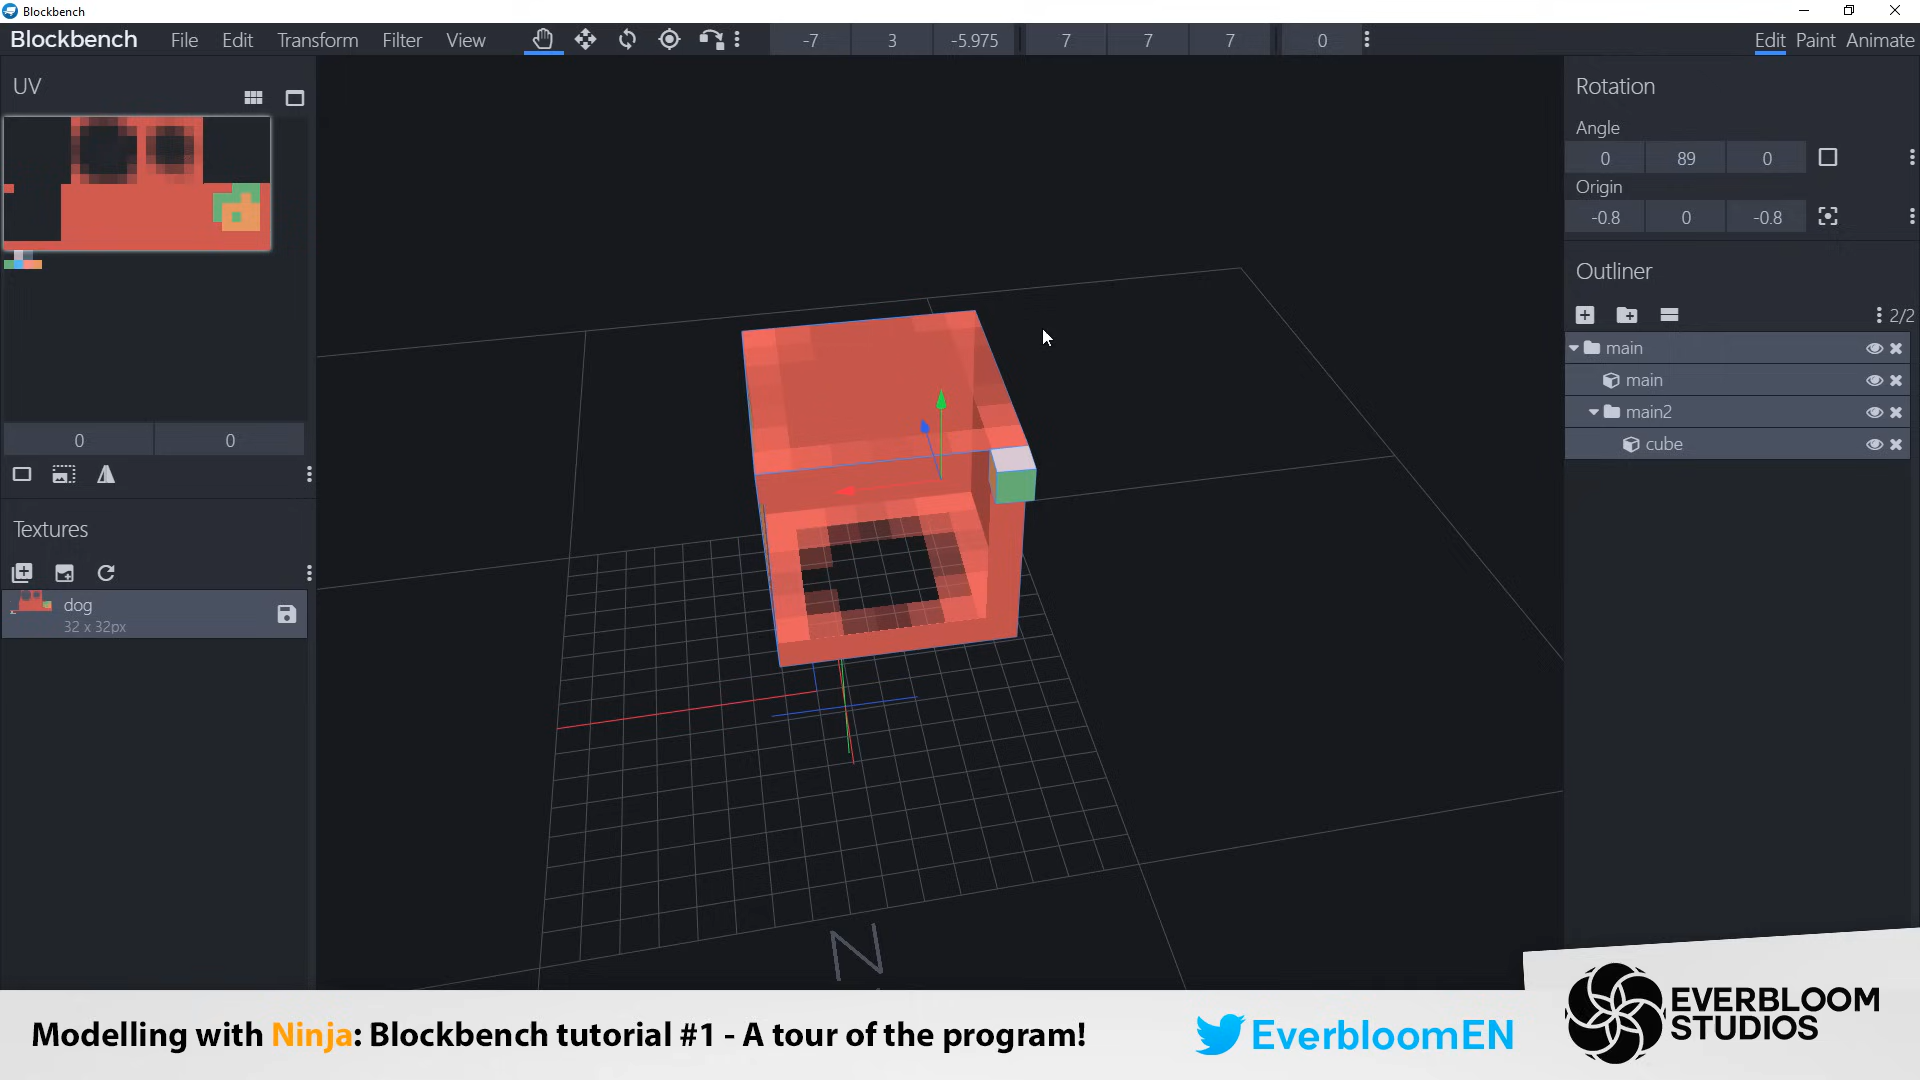 Blockbench
Blockbench File Edit Transform Filter View -7 3 -5.975 7 7 7 0 Edit Paint Animate
UV
0 0
Textures
dog
32 x 32px
N
Rotation
Angle
0 89 0
Origin
-0.8 0 -0.8
Outliner
2/2
main
main
main2
cube
Modelling with Ninja: Blockbench tutorial #1 - A tour of the program!
EverbloomEN
EVERBLOOM
STUDIOS